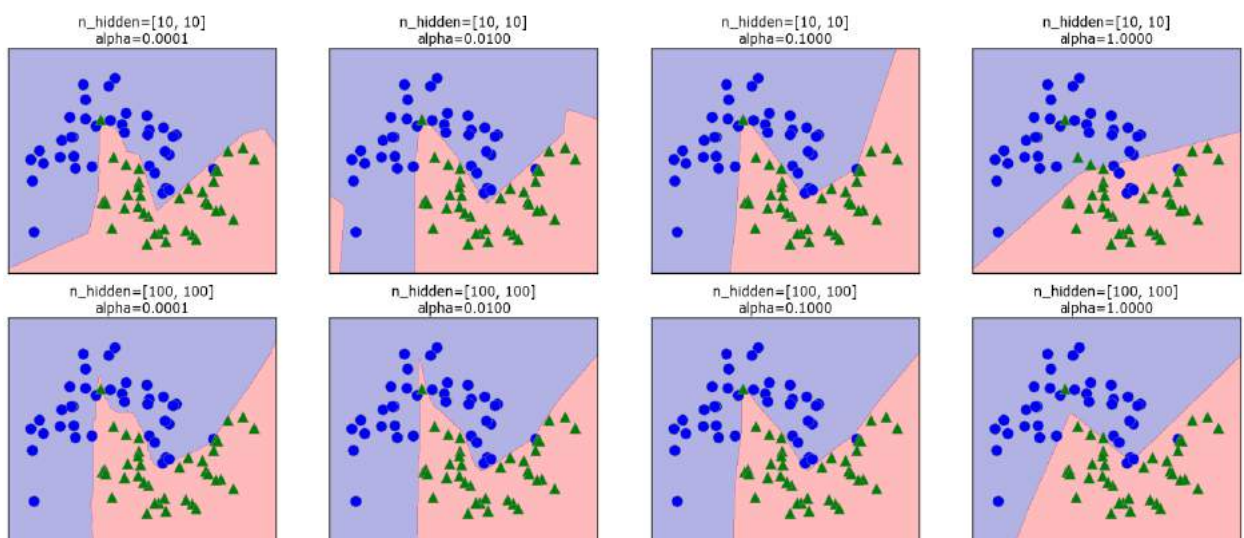 n_hidden=[10, 10]
alpha=0.0001
n_hidden=[10, 10]
alpha=0.0100
n_hidden=[10, 10]
alpha=0.1000
n_hidden=[10, 10]
alpha=1.0000
n_hidden=[100, 100]
alpha=0.0001
n_hidden=[100, 100]
alpha=0.0100
n_hidden=[100, 100]
alpha=0.1000
n_hidden=[100, 100]
alpha=1.0000